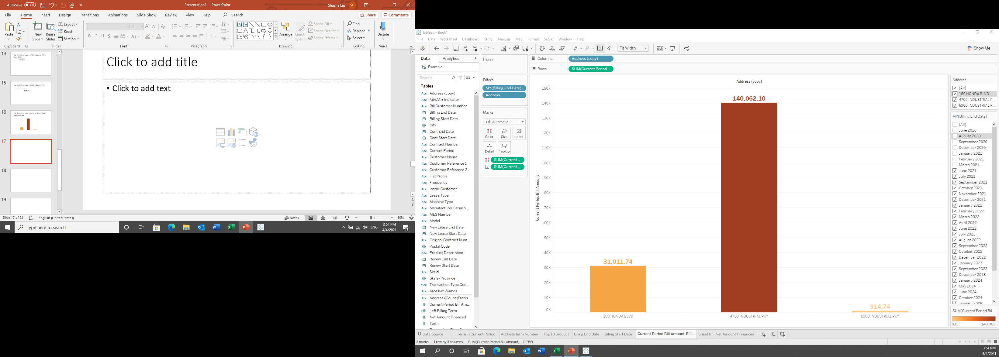 AutoSave Off
Presentation1 - PowerPoint
Shasha Liu SL
File Home Insert Design Transitions Animations Slide Show Review View Help Search
Share Comments
Paste
New Slide
Reuse Slides
Layout
Reset
Section
44
Arrange
Quick Styles
Shape Fill
Shape Outline
Shape Effects
Find
Replace
Select
Dictate
Clipboard Slides Font Paragraph Drawing Editing Voice
14
15
914.74
16
Current bill amount in April 2021 in different Address code
17
18
19
Click to add title
• Click to add text
Slide 17 of 21 English (United States) Notes 80%
Type here to search
ENG
3:54 PM
4/4/2021
Tableau - Book1
File Data Worksheet Dashboard Story Analysis Map Format Server Window Help
Fit Width
Show Me
Data Analytics
Example
Search
Tables
Address (copy)
Adv/Arr Indicator
Bill Customer Number
Billing End Date
Billing Start Date
City
Cont End Date
Cont Start Date
Contract Number
Current Period
Customer Name
Customer Reference 1
Customer Reference 2
Flat Profile
Frequency
Install Customer
Lease Type
Machine Type
Manufacturer Serial N...
MES Number
Model
New Lease End Date
New Lease Start Date
Original Contract Num...
Postal Code
Product Description
Renew End Date
Renew Start Date
Serial
State/Province
Transaction Type Cod...
Measure Names
Address (Count (Distin...
Current Period Bill Am...
Left Billing Term
Net Amount Financed
Term
Pages
Filters
MY(Billing End Date)
Address
Marks
Automatic
Color Size Label
Detail Tooltip
SUM(Current ..
SUM(Current ..
Columns Address (copy)
Rows SUM(Current Period ..
Address (copy)
Current Period Bill Amount
150K
140K
130K
120K
110K
100K
90K
80K
70K
60K
50K
40K
30K
20K
10K
0K
31,011.74
140,062.10
914.74
180 HONDA BLVD
4700 INDUSTRIAL PKY
6900 INDUSTRIAL PKY
Address
(All)
180 HONDA BLVD
4700 INDUSTRIAL P...
6900 INDUSTRIAL P...
MY(Billing End Date)
(All)
June 2020
August 2020
September 2020
December 2020
January 2021
February 2021
March 2021
June 2021
July 2021
September 2021
October 2021
November 2021
December 2021
January 2022
February 2022
March 2022
April 2022
June 2022
July 2022
August 2022
September 2022
October 2022
December 2022
January 2023
September 2023
December 2023
January 2024
May 2024
June 2024
October 2024
January 2025
SUM(Current Period Bil...
915 140,062
Data Source Term in Current Period Address term Number Top 10 product Biling End Date Biling Start Date Current Period Bill Amount-Bili... Sheet 6 Net Amount Finnanced
3 marks 1 row by 3 columns SUM(Current Period Bill Amount): 171,989
3:54 PM
4/4/2021